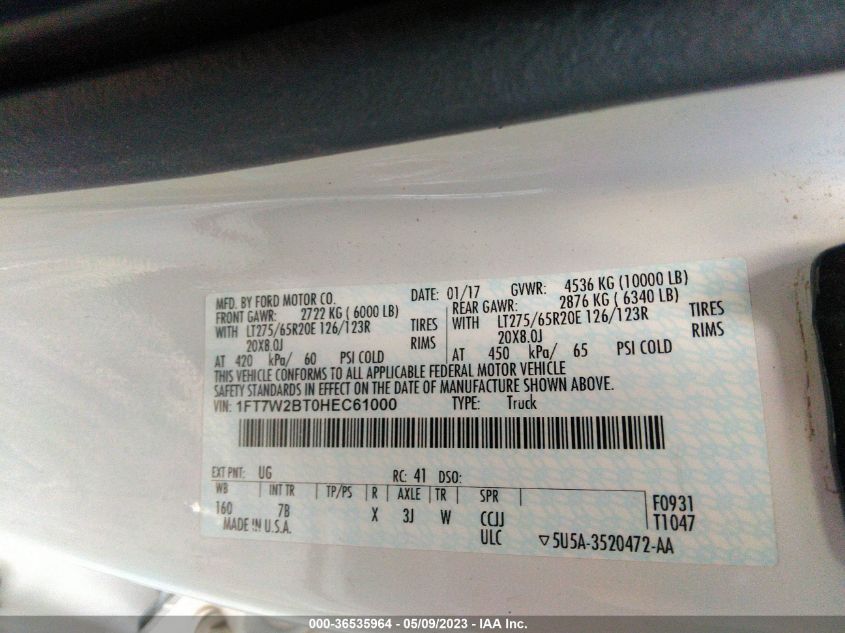 MFD. BY FORD MOTOR CO. DATE: 01/17 GVWR: 4536 KG (10000 LB)
FRONT GAWR: 2722 KG ( 6000 LB) REAR GAWR: 2876 KG ( 6340 LB)
WITH LT275/65R20E 126/123R TIRES WITH LT275/65R20E 126/123R TIRES
20X8.0J RIMS 20X8.0J RIMS
AT 420 kPa/ 60 PSI COLD AT 450 kPa/ 65 PSI COLD
THIS VEHICLE CONFORMS TO ALL APPLICABLE FEDERAL MOTOR VEHICLE
SAFETY STANDARDS IN EFFECT ON THE DATE OF MANUFACTURE SHOWN ABOVE.
VIN: 1FT7W2BT0HEC61000 TYPE: Truck
EXT PNT: UG RC: 41 DSO:
WB INT TR TP/PS R AXLE TR SPR F0931
160 7B X 3J W CCJJ T1047
MADE IN U.S.A. ULC ▽5U5A-3520472-AA
000-36535964 - 05/09/2023 - IAA Inc.